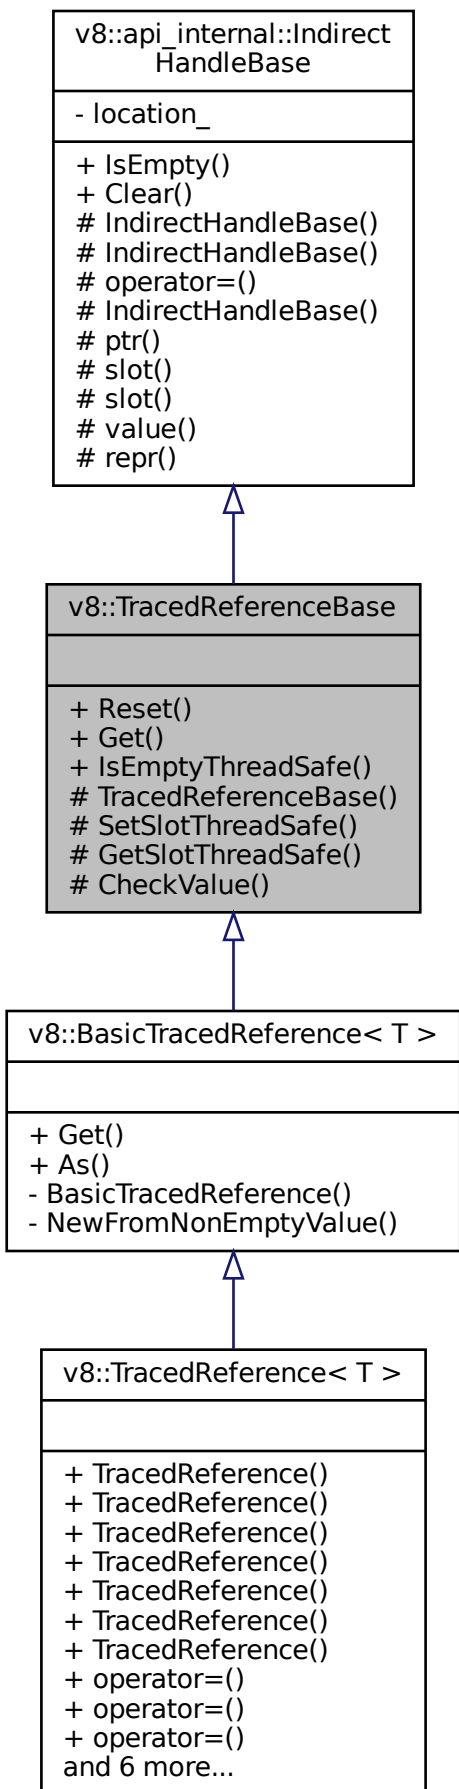 v8::api_internal::Indirect
HandleBase
- location_
+ IsEmpty()
+ Clear()
# IndirectHandleBase()
# IndirectHandleBase()
# operator=()
# IndirectHandleBase()
# ptr()
# slot()
# slot()
# value()
# repr()
v8::TracedReferenceBase
+ Reset()
+ Get()
+ IsEmptyThreadSafe()
# TracedReferenceBase()
# SetSlotThreadSafe()
# GetSlotThreadSafe()
# CheckValue()
v8::BasicTracedReference< T >
+ Get()
+ As()
- BasicTracedReference()
- NewFromNonEmptyValue()
v8::TracedReference< T >
+ TracedReference()
+ TracedReference()
+ TracedReference()
+ TracedReference()
+ TracedReference()
+ TracedReference()
+ TracedReference()
+ operator=()
+ operator=()
+ operator=()
and 6 more...